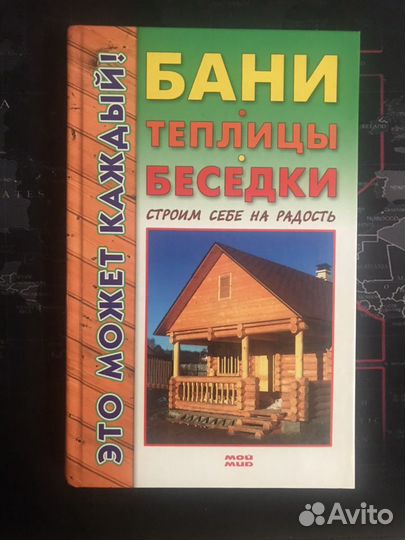 ЭТО МОЖЕТ КАЖДЫЙ!
БАНИ
ТЕПЛИЦЫ
БЕСЕДКИ
СТРОИМ СЕБЕ НА РАДОСТЬ
МОЙ
МИР
Avito